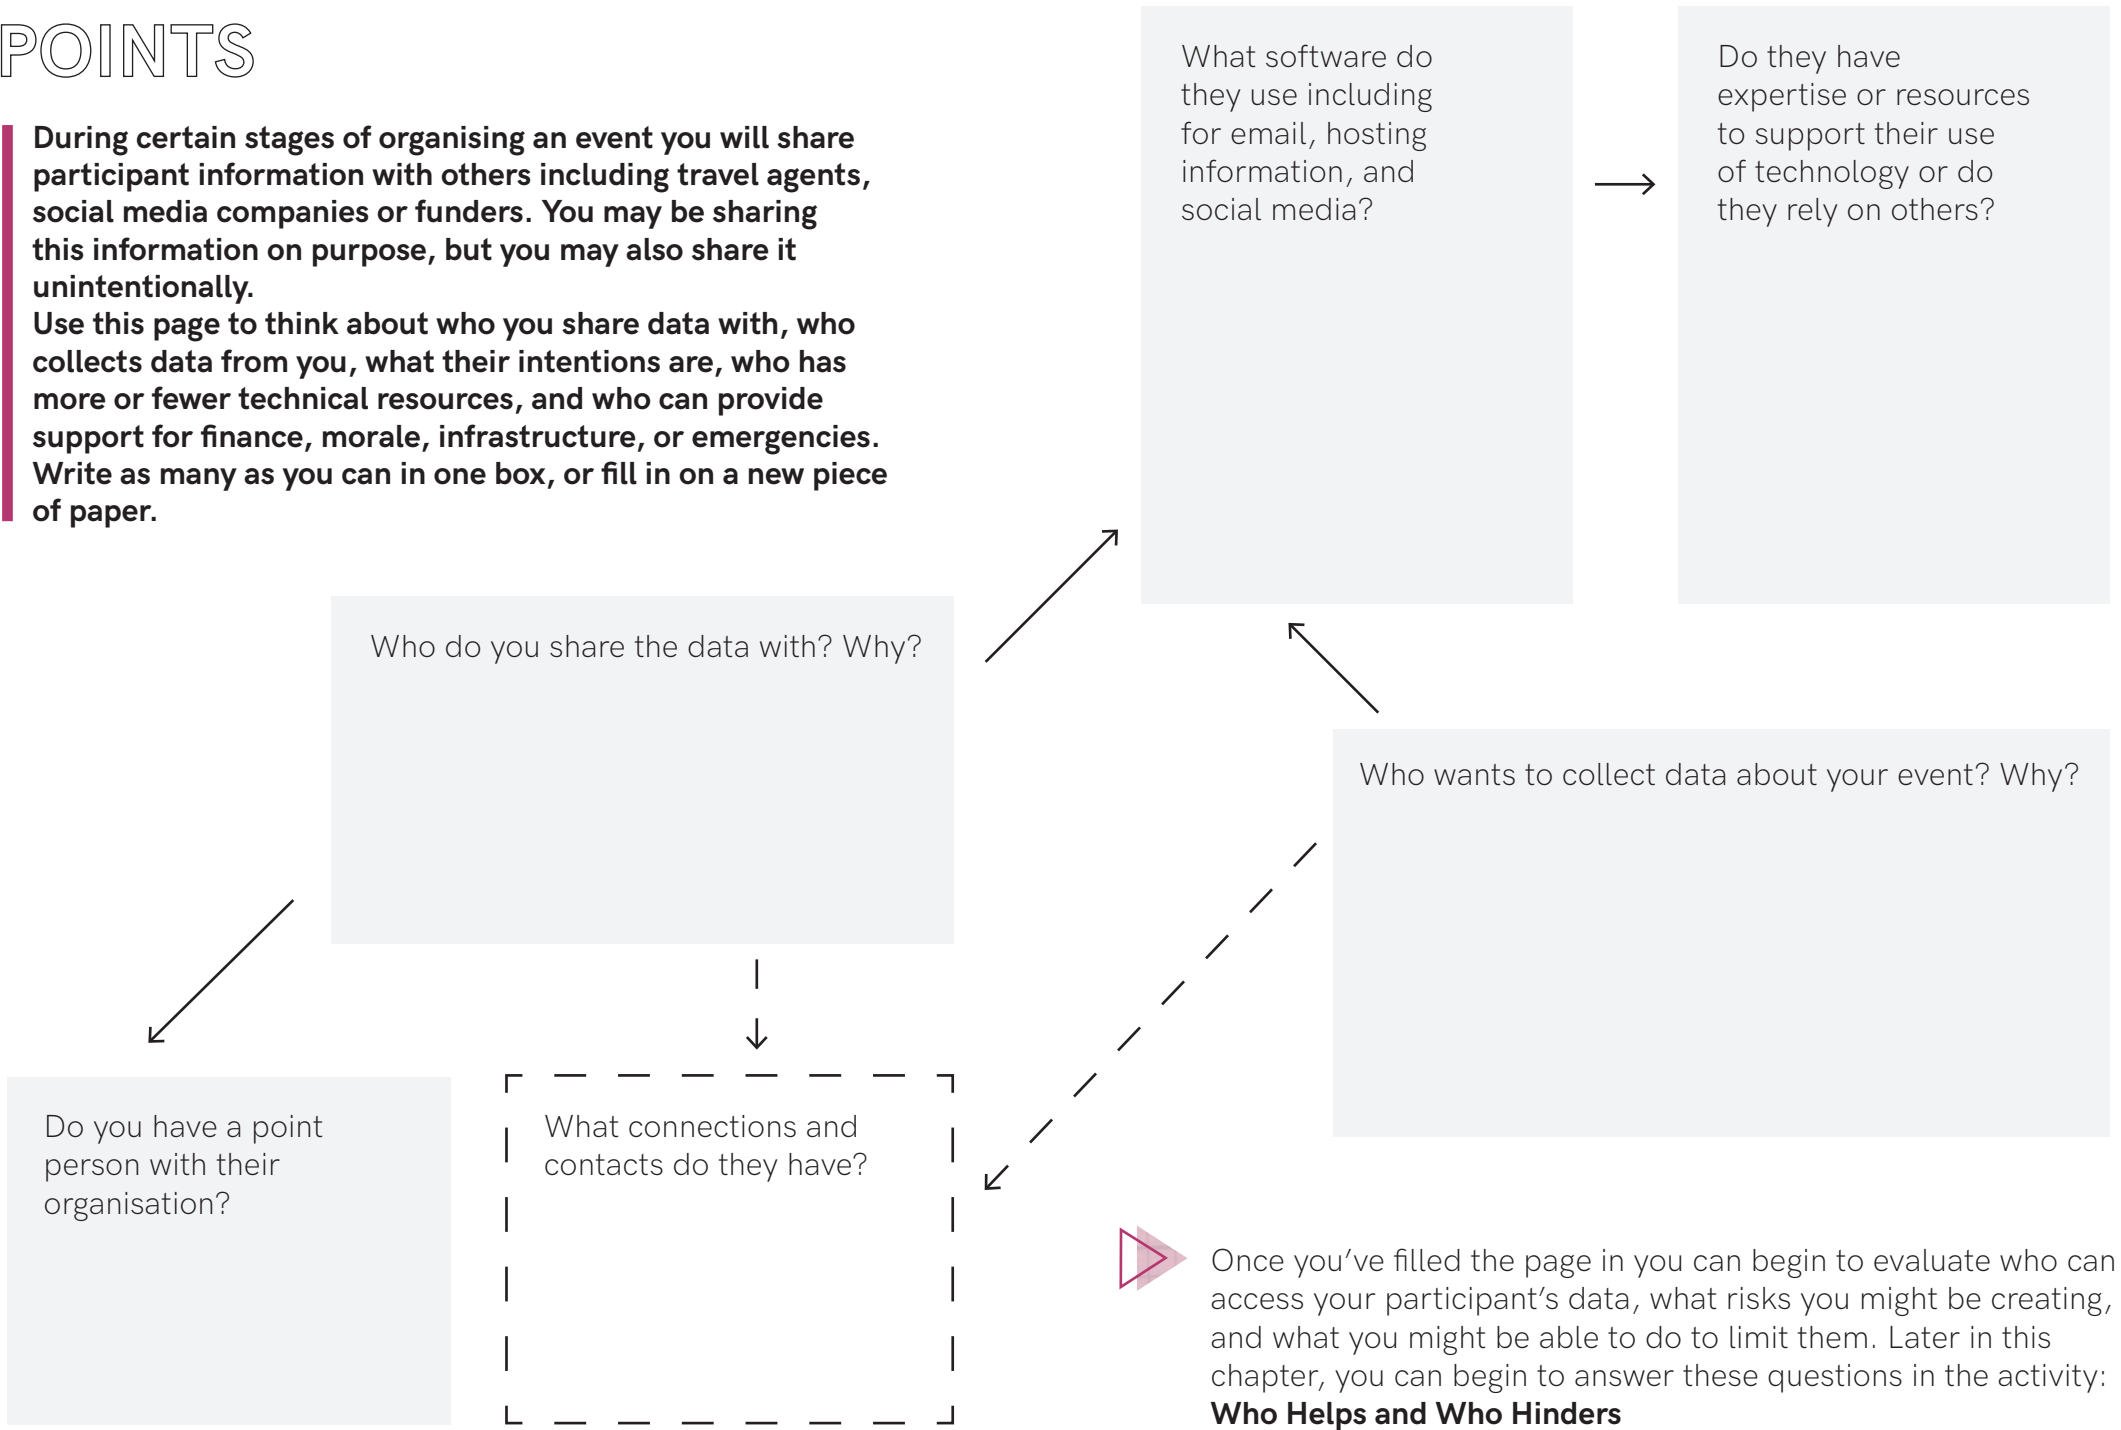 POINTS
During certain stages of organising an event you will share
participant information with others including travel agents,
social media companies or funders. You may be sharing
this information on purpose, but you may also share it
unintentionally.
Use this page to think about who you share data with, who
collects data from you, what their intentions are, who has
more or fewer technical resources, and who can provide
support for finance, morale, infrastructure, or emergencies.
Write as many as you can in one box, or fill in on a new piece
of paper.
What software do
they use including
for email, hosting
information, and
social media?
Do they have
expertise or resources
to support their use
of technology or do
they rely on others?
Who do you share the data with? Why?
Who wants to collect data about your event? Why?
Do you have a point
person with their
organisation?
What connections and
contacts do they have?
Once you’ve filled the page in you can begin to evaluate who can
access your participant’s data, what risks you might be creating,
and what you might be able to do to limit them. Later in this
chapter, you can begin to answer these questions in the activity:
Who Helps and Who Hinders